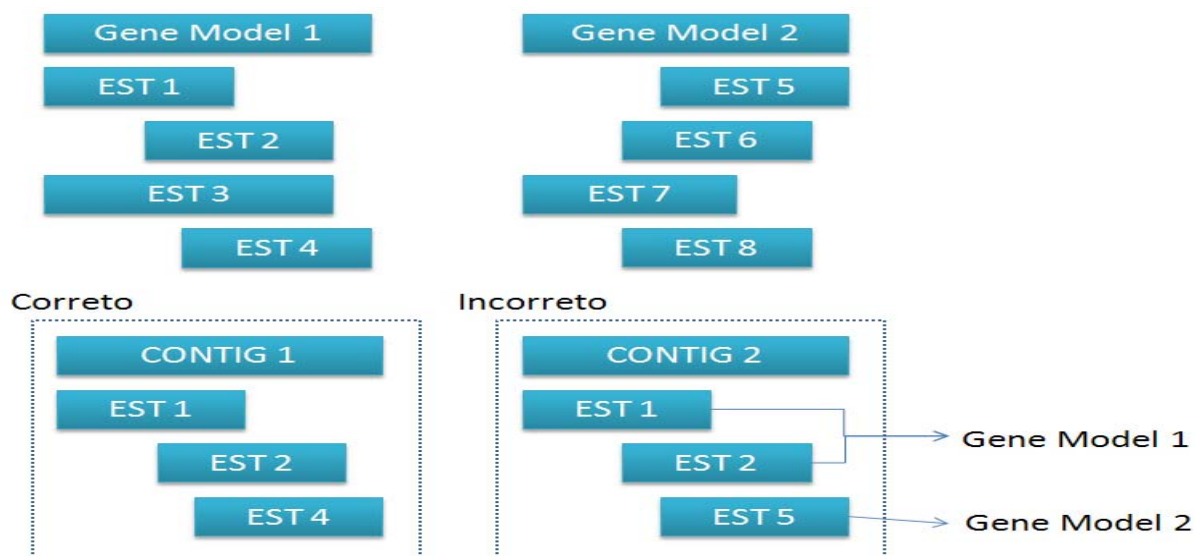 Gene Model 1
EST 1
EST 2
EST 3
EST 4
Gene Model 2
EST 5
EST 6
EST 7
EST 8
Correto
CONTIG 1
EST 1
EST 2
EST 4
Incorreto
CONTIG 2
EST 1
EST 2
EST 5
Gene Model 1
Gene Model 2